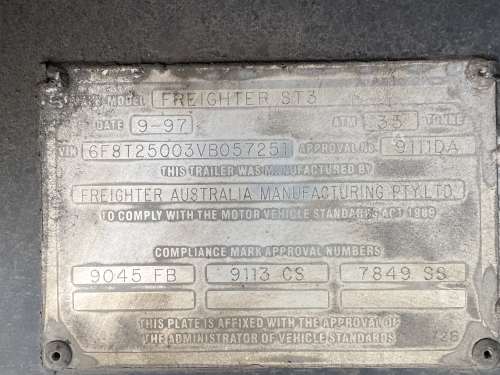 MODEL FREIGHTER ST3
DATE 9-97 ATM 35 TONNE
VIN 6F8T25Q03VB057251 APPROVAL NO. 9111DA
THIS TRAILER WAS MANUFACTURED BY
FREIGHTER AUSTRALIA MANUFACTURING PTY LTD
TO COMPLY WITH THE MOTOR VEHICLE STANDARDS ACT 1989
COMPLIANCE MARK APPROVAL NUMBERS
9045 FB 9113 CS 7849 SS
THIS PLATE IS AFFIXED WITH THE APPROVAL OF
THE ADMINISTRATOR OF VEHICLE STANDARDS